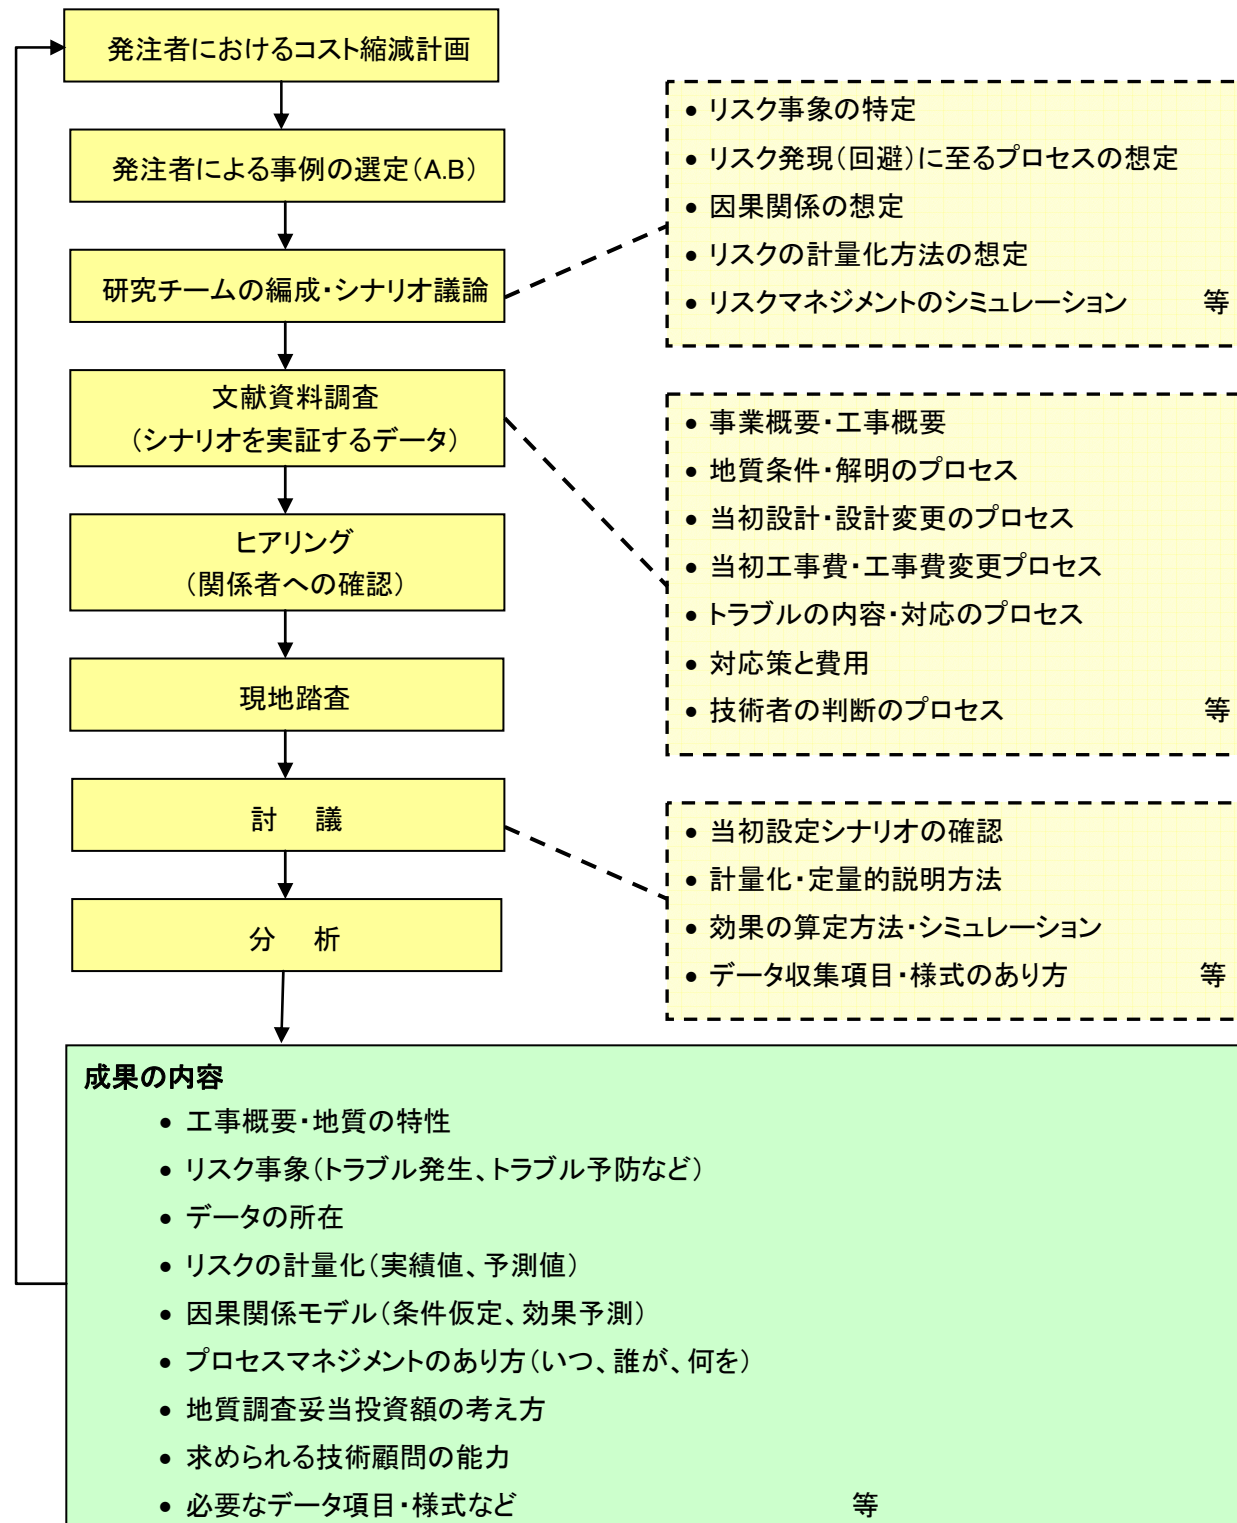 発注者におけるコスト縮減計画
発注者による事例の選定(A.B)
研究チームの編成・シナリオ議論
文献資料調査
(シナリオを実証するデータ)
ヒアリング
(関係者への確認)
現地踏査
討　議
分　析
• リスク事象の特定
• リスク発現(回避)に至るプロセスの想定
• 因果関係の想定
• リスクの計量化方法の想定
• リスクマネジメントのシミュレーション　　等
• 事業概要・工事概要
• 地質条件・解明のプロセス
• 当初設計・設計変更のプロセス
• 当初工事費・工事費変更プロセス
• トラブルの内容・対応のプロセス
• 対応策と費用
• 技術者の判断のプロセス　　等
• 当初設定シナリオの確認
• 計量化・定量的説明方法
• 効果の算定方法・シミュレーション
• データ収集項目・様式のあり方　　等
成果の内容
• 工事概要・地質の特性
• リスク事象(トラブル発生、トラブル予防など)
• データの所在
• リスクの計量化(実績値、予測値)
• 因果関係モデル(条件仮定、効果予測)
• プロセスマネジメントのあり方(いつ、誰が、何を)
• 地質調査妥当投資額の考え方
• 求められる技術顧問の能力
• 必要なデータ項目・様式など　　等